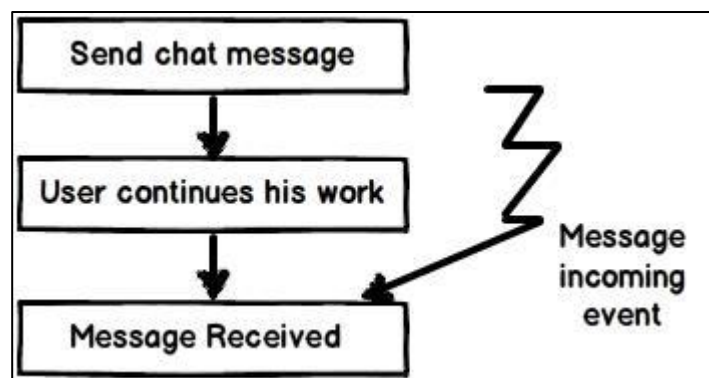 Send chat message
User continues his work
Message
incoming
event
Message Received